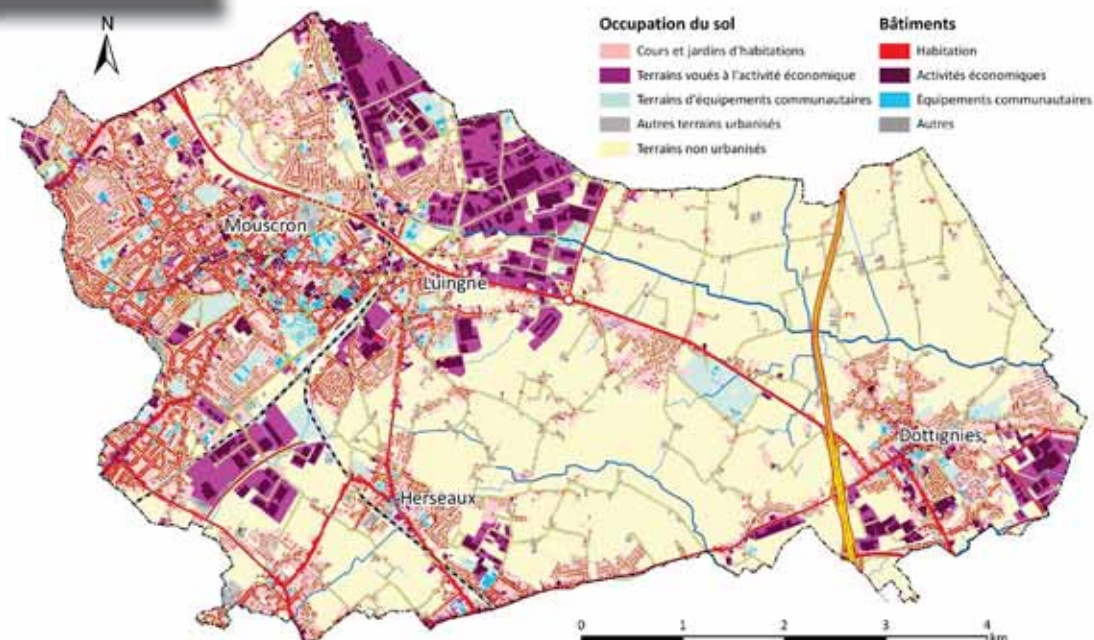 N
Occupation du sol
Cours et jardins d'habitations
Terrains voués à l'activité économique
Terrains d'équipements communautaires
Autres terrains urbanisés
Terrains non urbanisés
Bâtiments
Habitation
Activités économiques
Équipements communautaires
Autres
Mouscron
Luingne
Dottignies
Herseaux
0 1 2 3 4
km